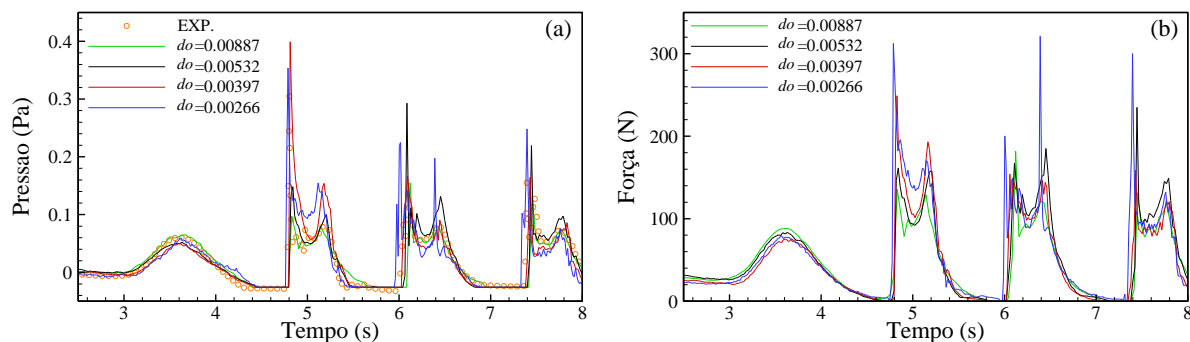 (a)
EXP.
do=0.00887
do=0.00532
do=0.00397
do=0.00266
Pressao (Pa)
0.4
0.3
0.2
0.1
0
3 4 5 6 7 8
Tempo (s)
(b)
do=0.00887
do=0.00532
do=0.00397
do=0.00266
Força (N)
300
200
100
0
3 4 5 6 7 8
Tempo (s)